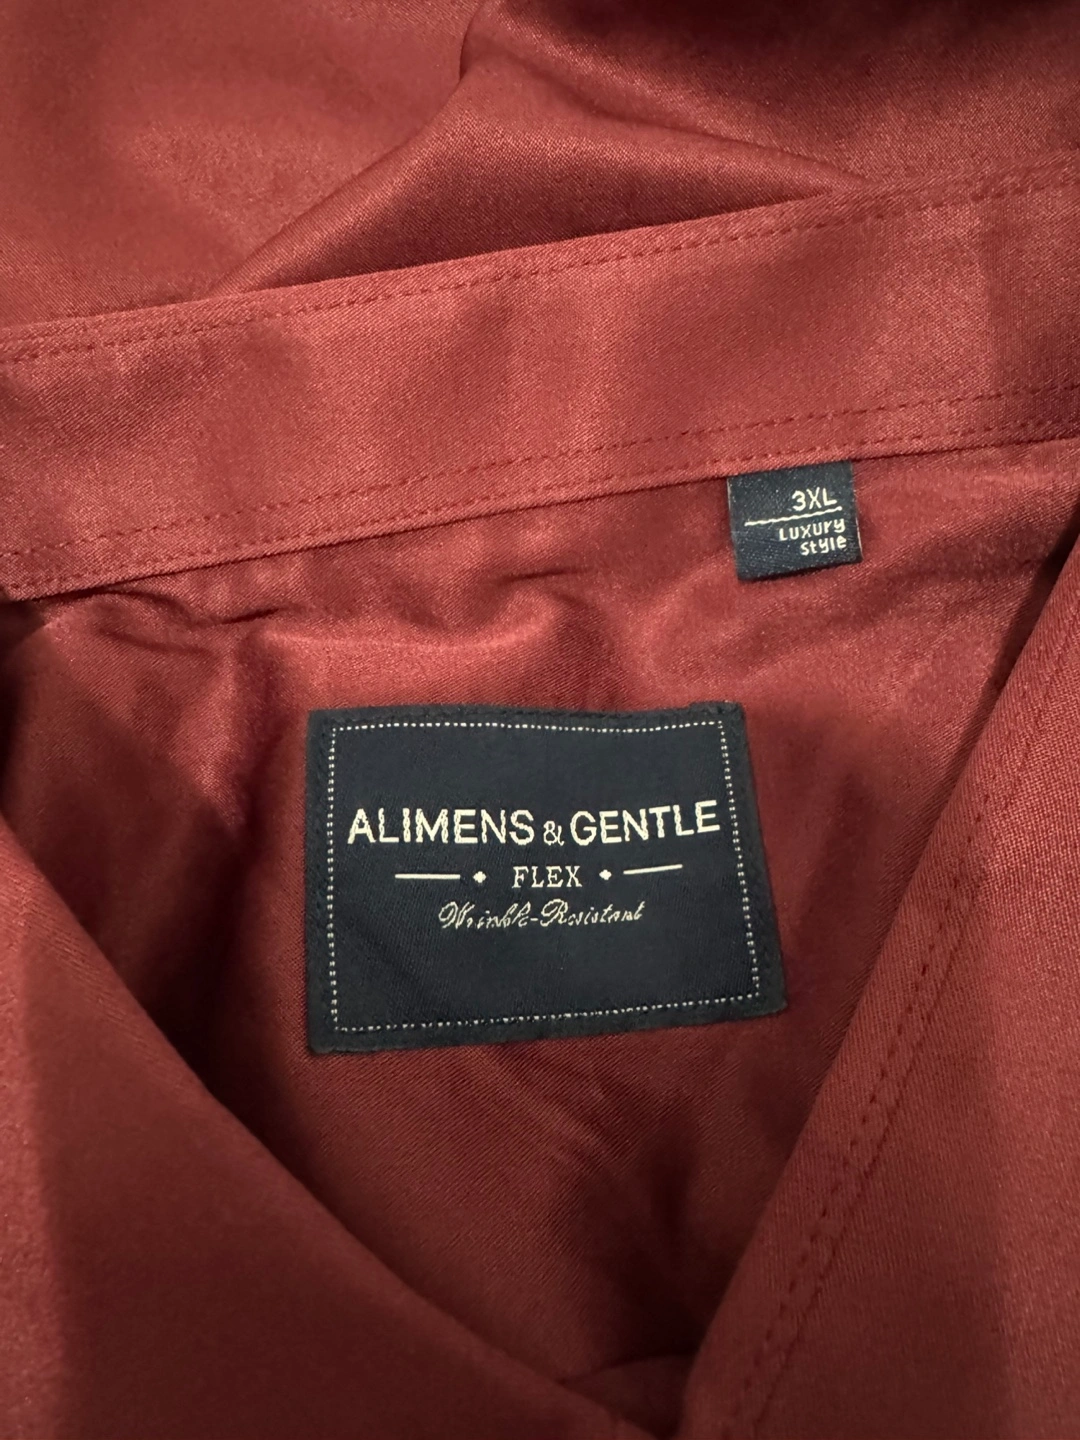 3XL
LUXURY
style
ALIMENS & GENTLE
FLEX
Wrinkle-Resistant